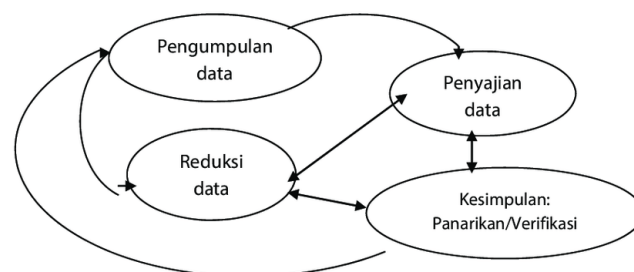 Pengumpulan
data
Penyajian
data
Reduksi
data
Kesimpulan:
Panarikan/Verifikasi